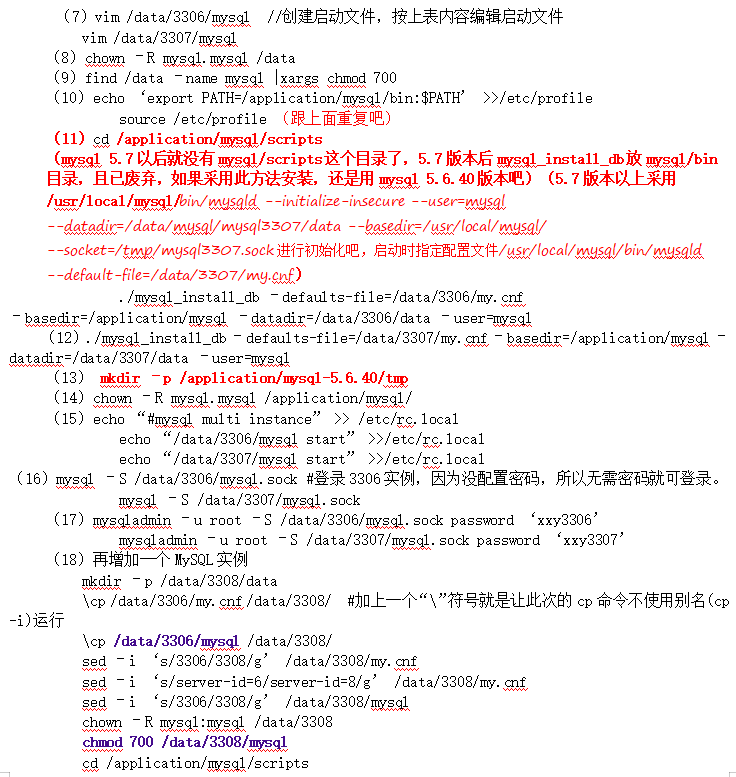 （7）vim /data/3306/mysql  //创建启动文件，按上表内容编辑启动文件
vim /data/3307/mysql
（8）chown －R mysql.mysql /data
（9）find /data －name mysql |xargs chmod 700
（10）echo ‘export PATH=/application/mysql/bin:$PATH’ >>/etc/profile
source /etc/profile （跟上面重复吧）
（11）cd /application/mysql/scripts
（mysql 5.7以后就没有mysql/scripts这个目录了，5.7版本后mysql_install_db放mysql/bin
目录，且已废弃，如果采用此方法安装，还是用 mysql 5.6.40版本吧）（5.7版本以上采用
/usr/local/mysql/bin/mysqld --initialize-insecure --user=mysql
--datadir=/data/mysql/mysql3307/data --basedir=/usr/local/mysql/
--socket=/tmp/mysql3307.sock进行初始化吧，启动时指定配置文件/usr/local/mysql/bin/mysqld
--default-file=/data/3307/my.cnf）
./mysql_install_db －defaults-file=/data/3306/my.cnf
－basedir=/application/mysql －datadir=/data/3306/data －user=mysql
（12）./mysql_install_db－defaults-file=/data/3307/my.cnf－basedir=/application/mysql－
datadir=/data/3307/data －user=mysql
（13） mkdir －p /application/mysql-5.6.40/tmp
（14）chown－R mysql.mysql /application/mysql/
（15）echo “#mysql multi instance” >> /etc/rc.local
echo “/data/3306/mysql start” >>/etc/rc.local
echo “/data/3307/mysql start” >>/etc/rc.local
（16）mysql －S /data/3306/mysql.sock #登录3306实例，因为没配置密码，所以无需密码就可登录。
mysql －S /data/3307/mysql.sock
（17）mysqladmin －u root －S /data/3306/mysql.sock password ‘xxy3306’
mysqladmin －u root －S /data/3307/mysql.sock password ‘xxy3307’
（18）再增加一个MySQL实例
mkdir －p /data/3308/data
\cp /data/3306/my.cnf /data/3308/  #加上一个“\”符号就是让此次的cp命令不使用别名(cp
-i)运行
\cp /data/3306/mysql /data/3308/
sed －i ‘s/3306/3308/g’ /data/3308/my.cnf
sed －i ‘s/server-id=6/server-id=8/g’ /data/3308/my.cnf
sed －i ‘s/3306/3308/g’ /data/3308/mysql
chown －R mysql:mysql /data/3308
chmod 700 /data/3308/mysql
cd /application/mysql/scripts